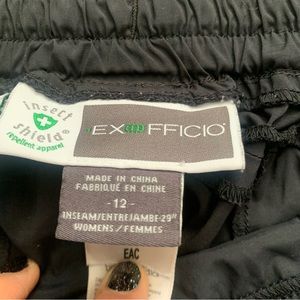 insect
shield®
repellent apparel
EXOFFICIO
MADE IN CHINA
FABRIQUÉ EN CHINE
- 12 -
INSEAM/ENTREJAMBE-29"
WOMENS/FEMMES
EAC